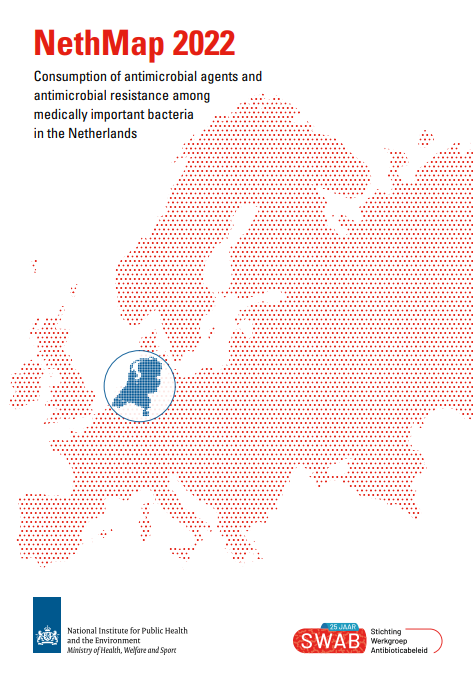 NethMap 2022
Consumption of antimicrobial agents and
antimicrobial resistance among
medically important bacteria
in the Netherlands
National Institute for Public Health
and the Environment
Ministry of Health, Welfare and Sport
25 JAAR
SWAB
Stichting
Werkgroep
Antibioticabeleid